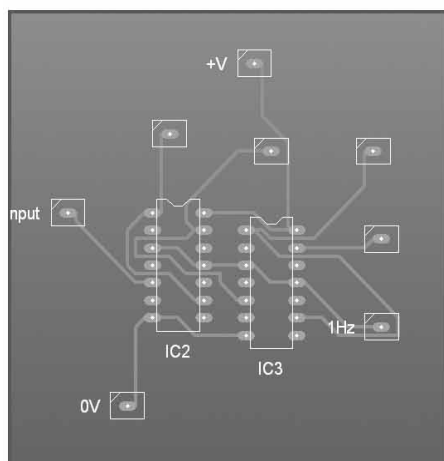 +V
nput
1Hz
IC2
IC3
0V